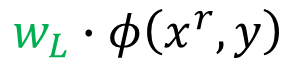 w_L · ϕ(x^r, y)